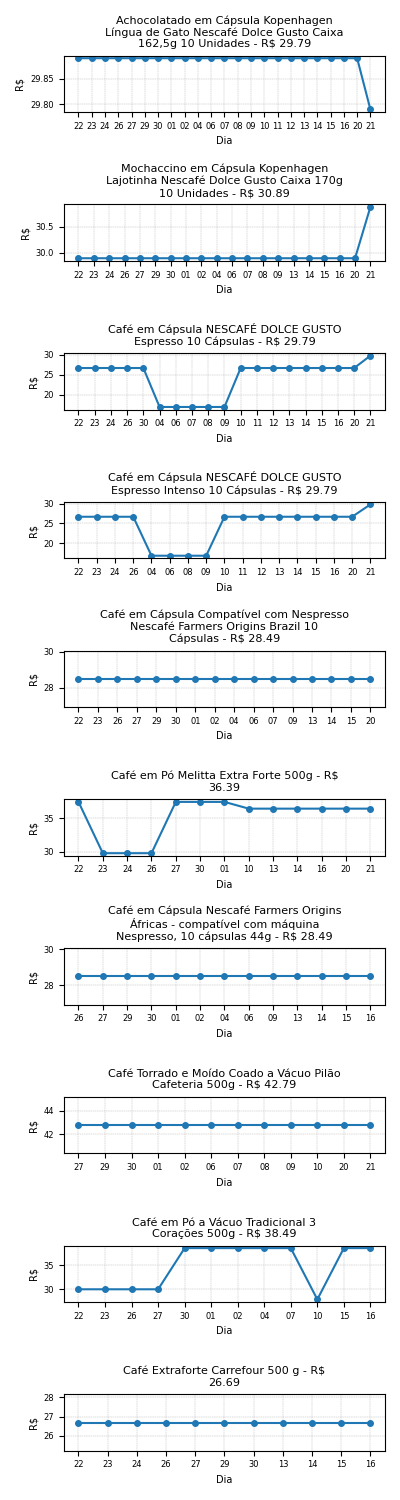 Achocolatado em Cápsula Kopenhagen
Língua de Gato Nescafé Dolce Gusto Caixa
162,5g 10 Unidades - R$ 29.79
R$
29.85
29.80
22 23 24 26 27 29 30 01 02 04 06 07 08 09 10 11 12 13 14 15 16 20 21
Dia
Mochaccino em Cápsula Kopenhagen
Lajotinha Nescafé Dolce Gusto Caixa 170g
10 Unidades - R$ 30.89
R$
30.5
30.0
22 23 24 26 27 29 30 01 02 04 06 07 08 09 13 14 15 16 20 21
Dia
Café em Cápsula NESCAFÉ DOLCE GUSTO
Espresso 10 Cápsulas - R$ 29.79
R$
30
25
20
22 23 24 26 30 04 06 07 08 09 10 11 12 13 14 15 16 20 21
Dia
Café em Cápsula NESCAFÉ DOLCE GUSTO
Espresso Intenso 10 Cápsulas - R$ 29.79
R$
30
25
20
22 23 24 26 04 06 08 09 10 11 12 13 14 15 16 20 21
Dia
Café em Cápsula Compatível com Nespresso
Nescafé Farmers Origins Brazil 10
Cápsulas - R$ 28.49
R$
30
28
22 23 26 27 29 30 01 02 04 06 07 09 13 14 15 20
Dia
Café em Pó Melitta Extra Forte 500g - R$
36.39
R$
35
30
22 23 24 26 27 30 01 10 13 14 16 20 21
Dia
Café em Cápsula Nescafé Farmers Origins
Áfricas - compatível com máquina
Nespresso, 10 cápsulas 44g - R$ 28.49
R$
30
28
26 27 29 30 01 02 04 06 09 13 14 15 16
Dia
Café Torrado e Moído Coado a Vácuo Pilão
Cafeteria 500g - R$ 42.79
R$
44
42
27 29 30 01 02 06 07 08 09 10 20 21
Dia
Café em Pó a Vácuo Tradicional 3
Corações 500g - R$ 38.49
R$
35
30
22 23 26 27 30 01 02 04 07 10 15 16
Dia
Café Extraforte Carrefour 500 g - R$
26.69
R$
28
27
26
22 23 24 26 27 29 30 13 14 15 16
Dia